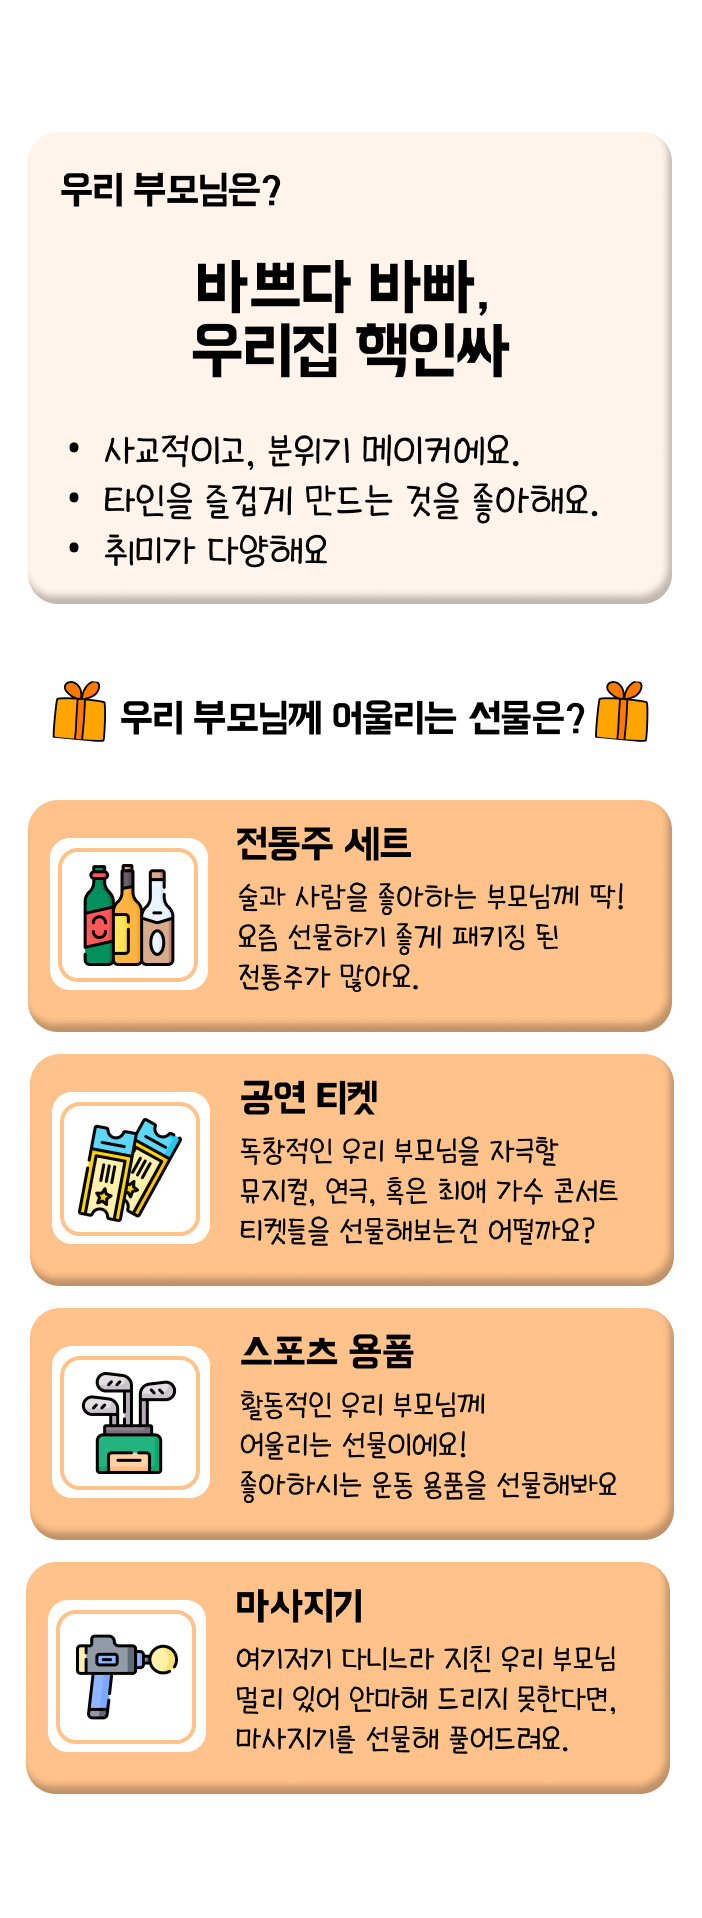 우리 부모님은?
바쁘다 바빠,
우리집 핵인싸
• 사교적이고, 분위기 메이커에요.
• 타인을 즐겁게 만드는 것을 좋아해요.
• 취미가 다양해요
우리 부모님께 어울리는 선물은?
전통주 세트
술과 사람을 좋아하는 부모님께 딱!
요즘 선물하기 좋게 패키징 된
전통주가 많아요.
공연 티켓
독창적인 우리 부모님을 자극할
뮤지컬, 연극, 혹은 최애 가수 콘서트
티켓들을 선물해보는건 어떨까요?
스포츠 용품
활동적인 우리 부모님께
어울리는 선물이에요!
좋아하시는 운동 용품을 선물해봐요
마사지기
여기저기 다니느라 지친 우리 부모님
멀리 있어 안마해 드리지 못한다면,
마사지기를 선물해 풀어드려요.